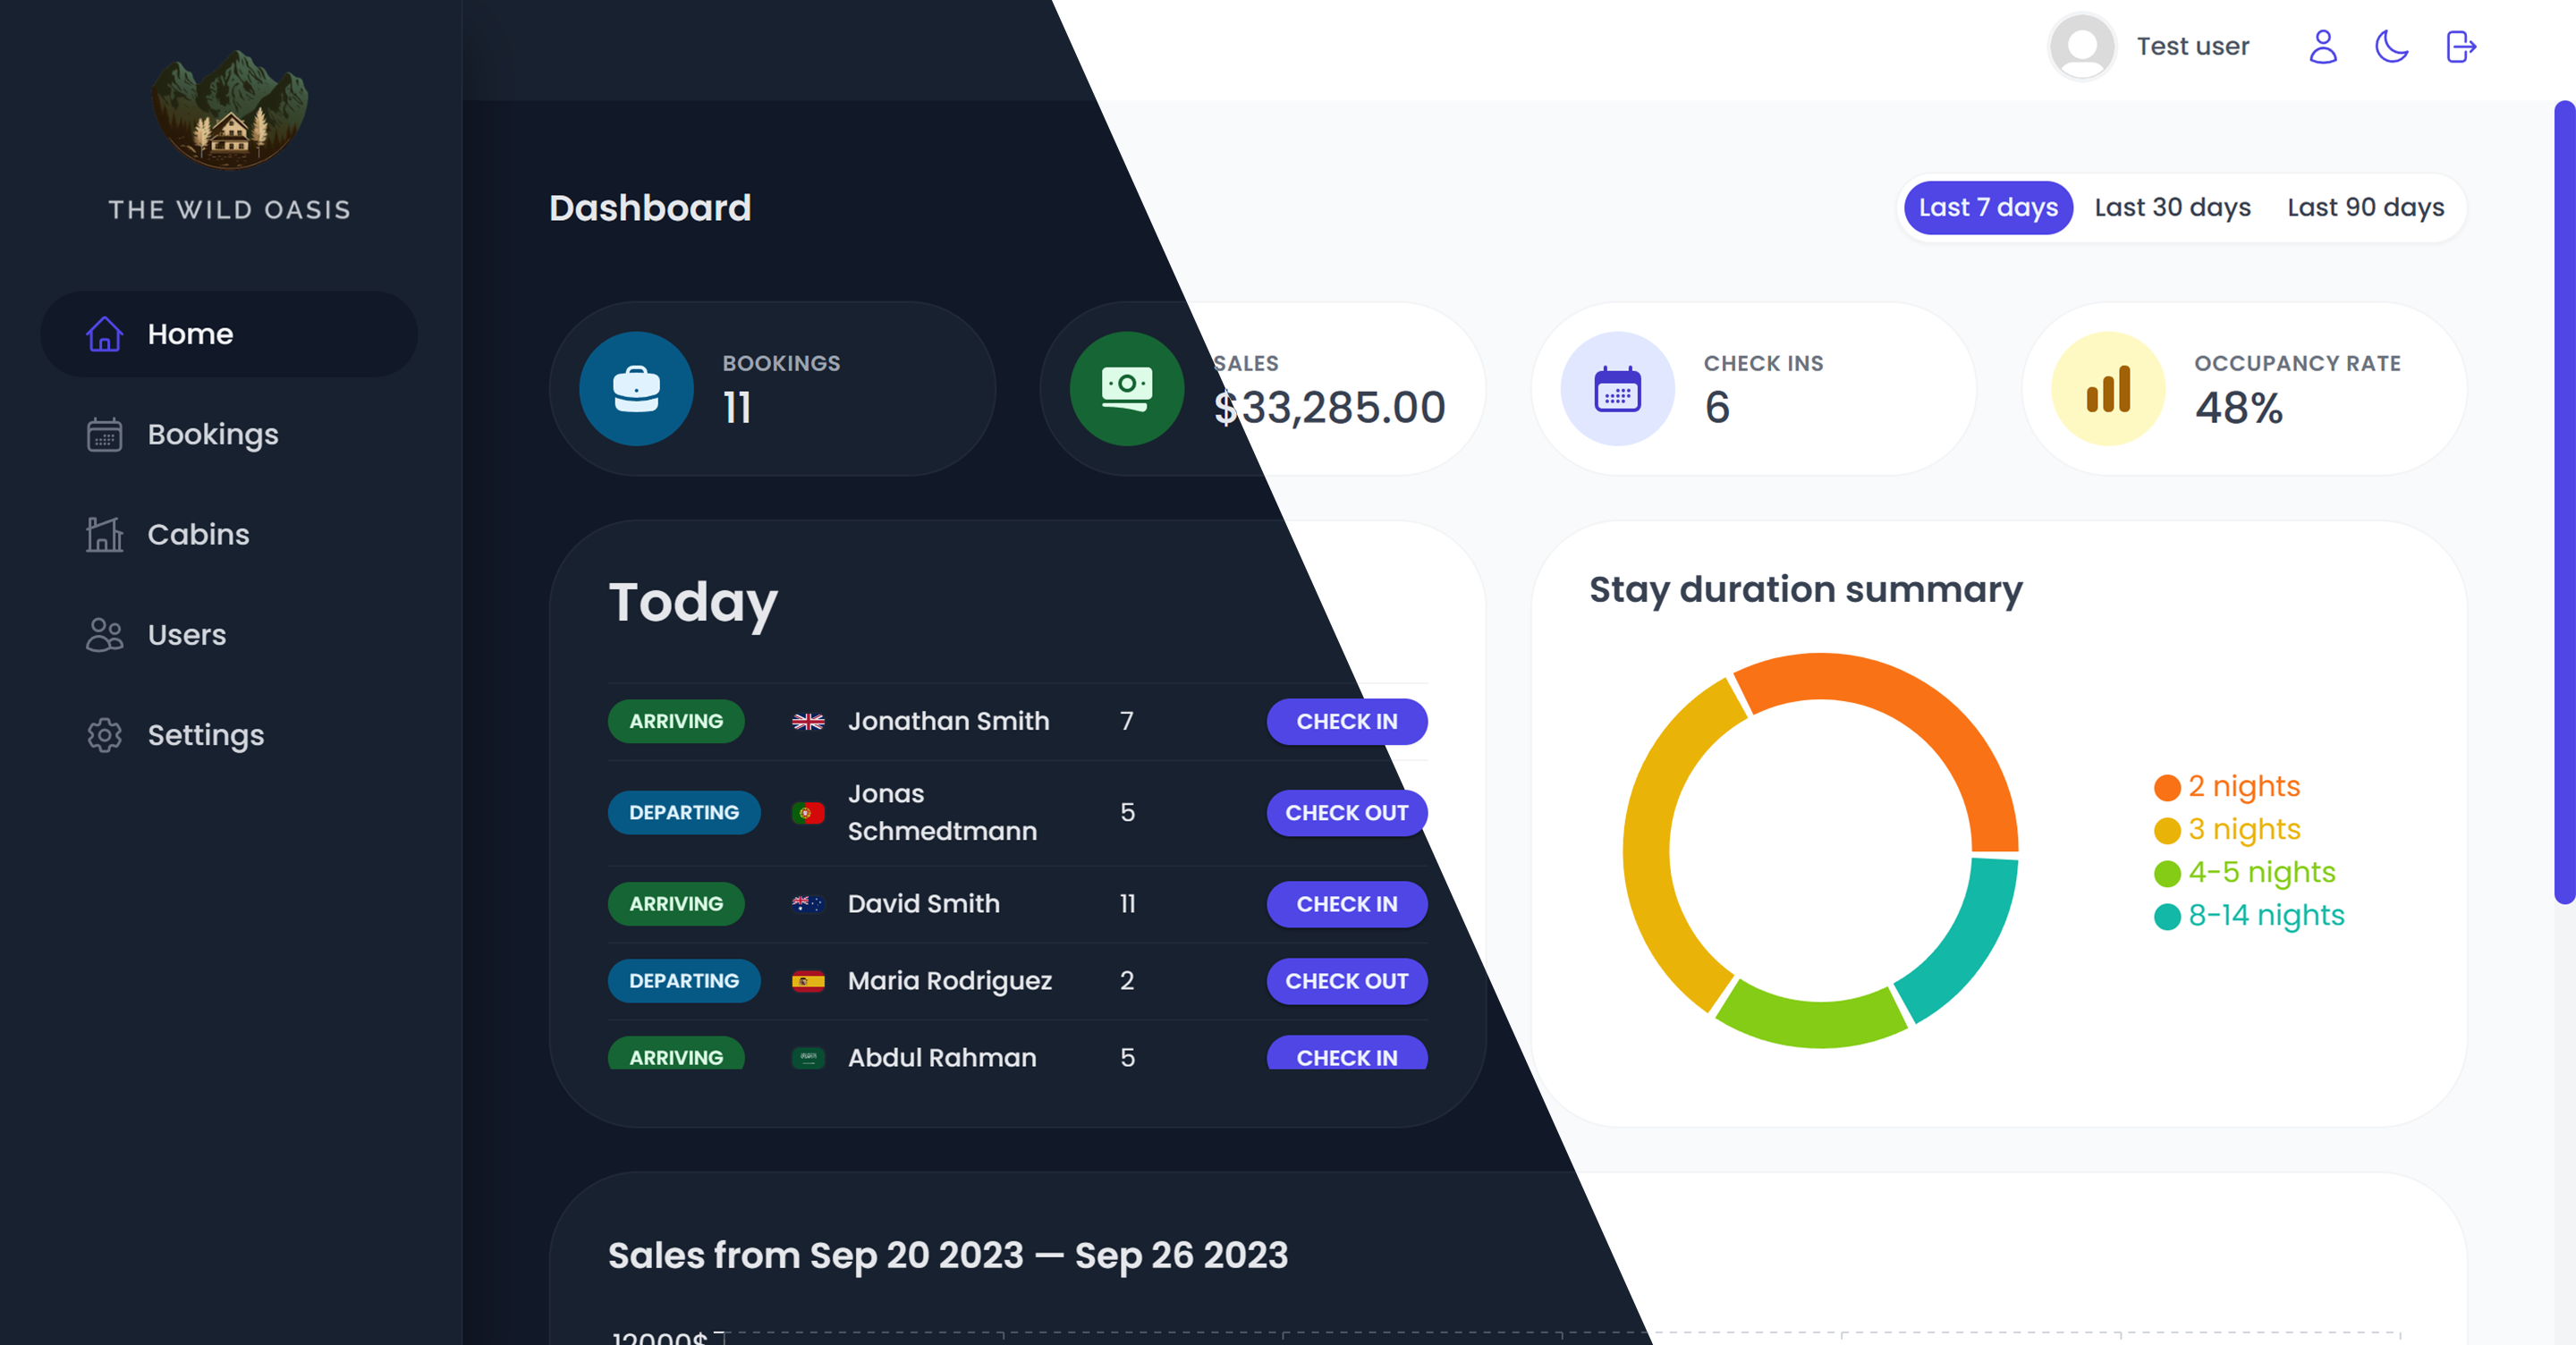 THE WILD OASIS
Home
Bookings
Cabins
Users
Settings
Test user
Dashboard
Last 7 days Last 30 days Last 90 days
BOOKINGS
11
SALES
$33,285.00
CHECK INS
6
OCCUPANCY RATE
48%
Today
ARRIVING Jonathan Smith 7 CHECK IN
DEPARTING Jonas Schmedtmann 5 CHECK OUT
ARRIVING David Smith 11 CHECK IN
DEPARTING Maria Rodriguez 2 CHECK OUT
ARRIVING Abdul Rahman 5 CHECK IN
Stay duration summary
2 nights
3 nights
4-5 nights
8-14 nights
Sales from Sep 20 2023 — Sep 26 2023
12000$